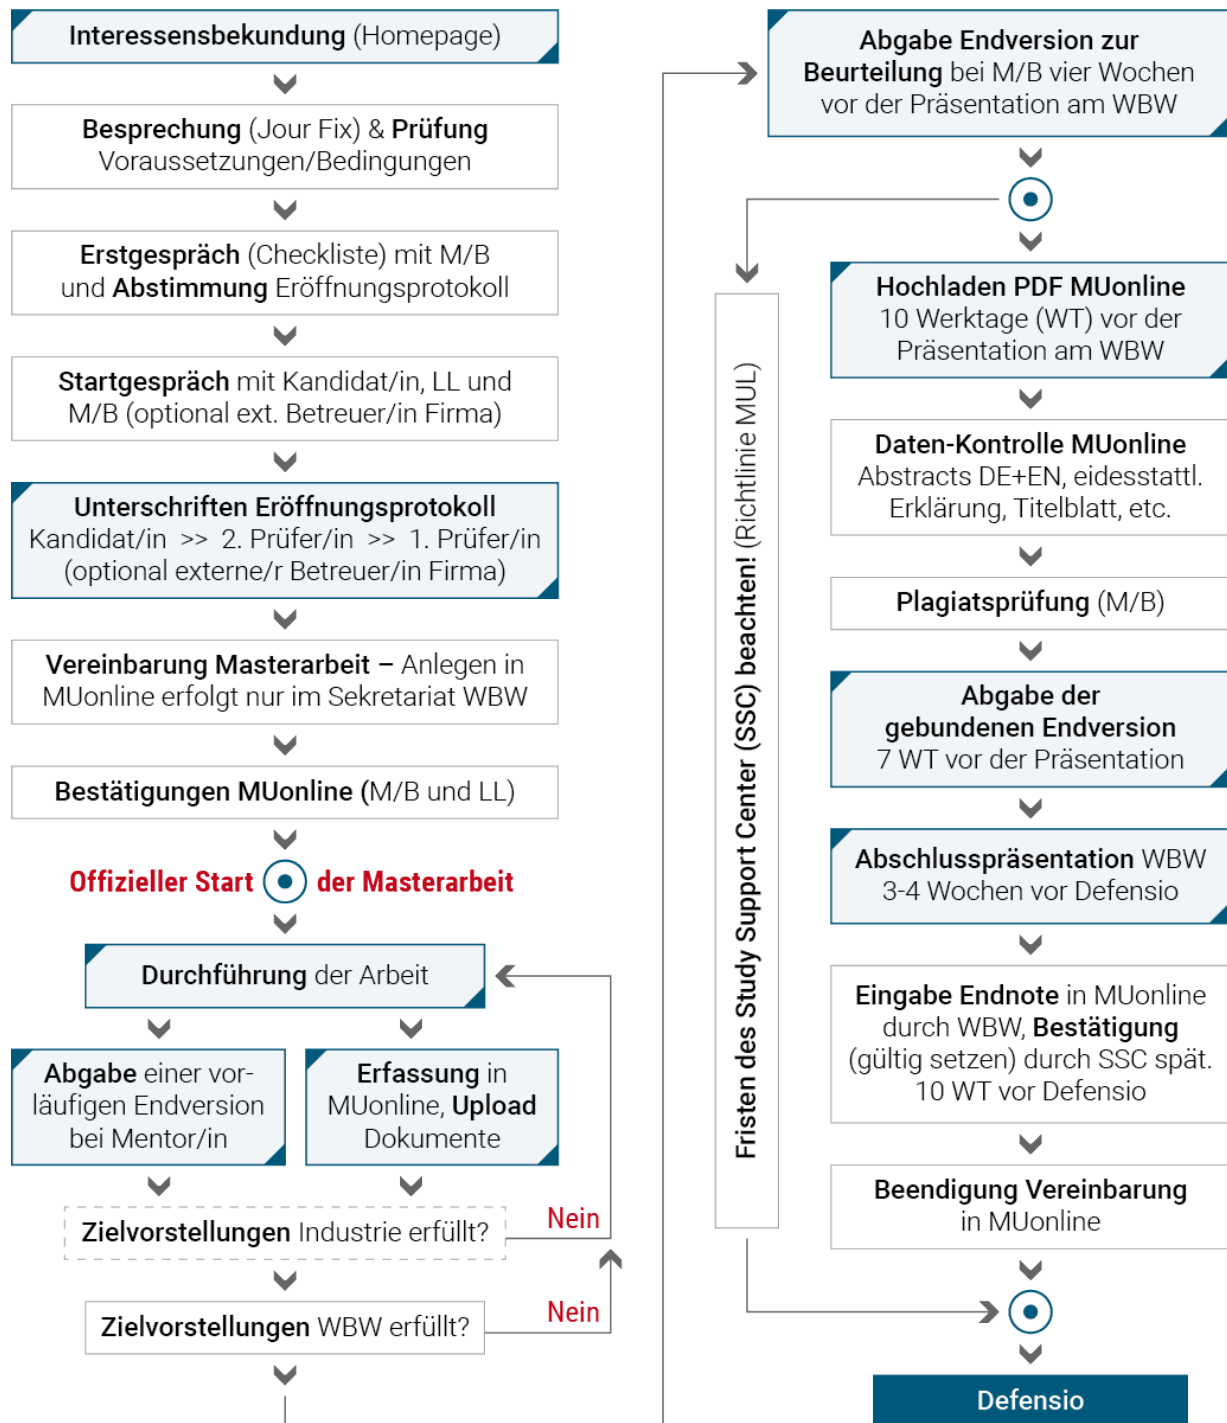 Interessensbekundung (Homepage)
Besprechung (Jour Fix) & Prüfung
Voraussetzungen/Bedingungen
Erstgespräch (Checkliste) mit M/B
und Abstimmung Eröffnungsprotokoll
Startgespräch mit Kandidat/in, LL und
M/B (optional ext. Betreuer/in Firma)
Unterschriften Eröffnungsprotokoll
Kandidat/in >> 2. Prüfer/in >> 1. Prüfer/in
(optional externe/r Betreuer/in Firma)
Vereinbarung Masterarbeit – Anlegen in
MUonline erfolgt nur im Sekretariat WBW
Bestätigungen MUonline (M/B und LL)
Offizieller Start der Masterarbeit
Durchführung der Arbeit
Abgabe einer vor-
läufigen Endversion
bei Mentor/in
Erfassung in
MUonline, Upload
Dokumente
Zielvorstellungen Industrie erfüllt?
Nein
Zielvorstellungen WBW erfüllt?
Nein
Abgabe Endversion zur
Beurteilung bei M/B vier Wochen
vor der Präsentation am WBW
Fristen des Study Support Center (SSC) beachten! (Richtlinie MUL)
Hochladen PDF MUonline
10 Werktage (WT) vor der
Präsentation am WBW
Daten-Kontrolle MUonline
Abstracts DE+EN, eidesstattl.
Erklärung, Titelblatt, etc.
Plagiatsprüfung (M/B)
Abgabe der
gebundenen Endversion
7 WT vor der Präsentation
Abschlusspräsentation WBW
3-4 Wochen vor Defensio
Eingabe Endnote in MUonline
durch WBW, Bestätigung
(gültig setzen) durch SSC spät.
10 WT vor Defensio
Beendigung Vereinbarung
in MUonline
Defensio